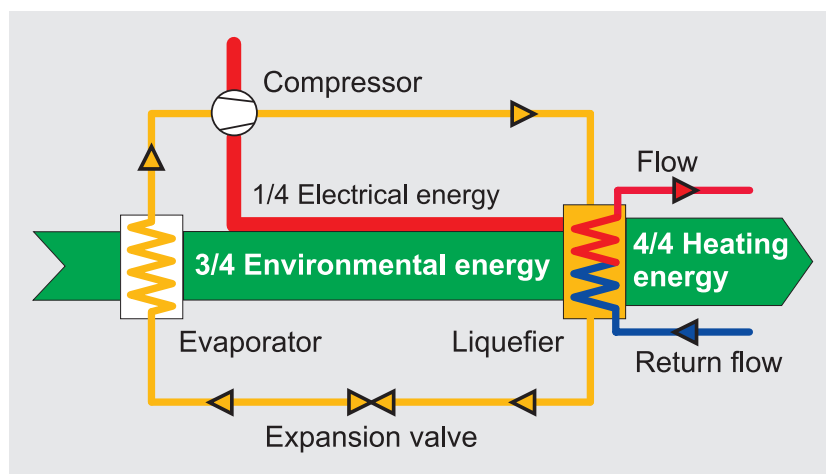 Compressor
Flow
1/4 Electrical energy
3/4 Environmental energy
4/4 Heating
energy
Evaporator
Liquefier
Return flow
Expansion valve